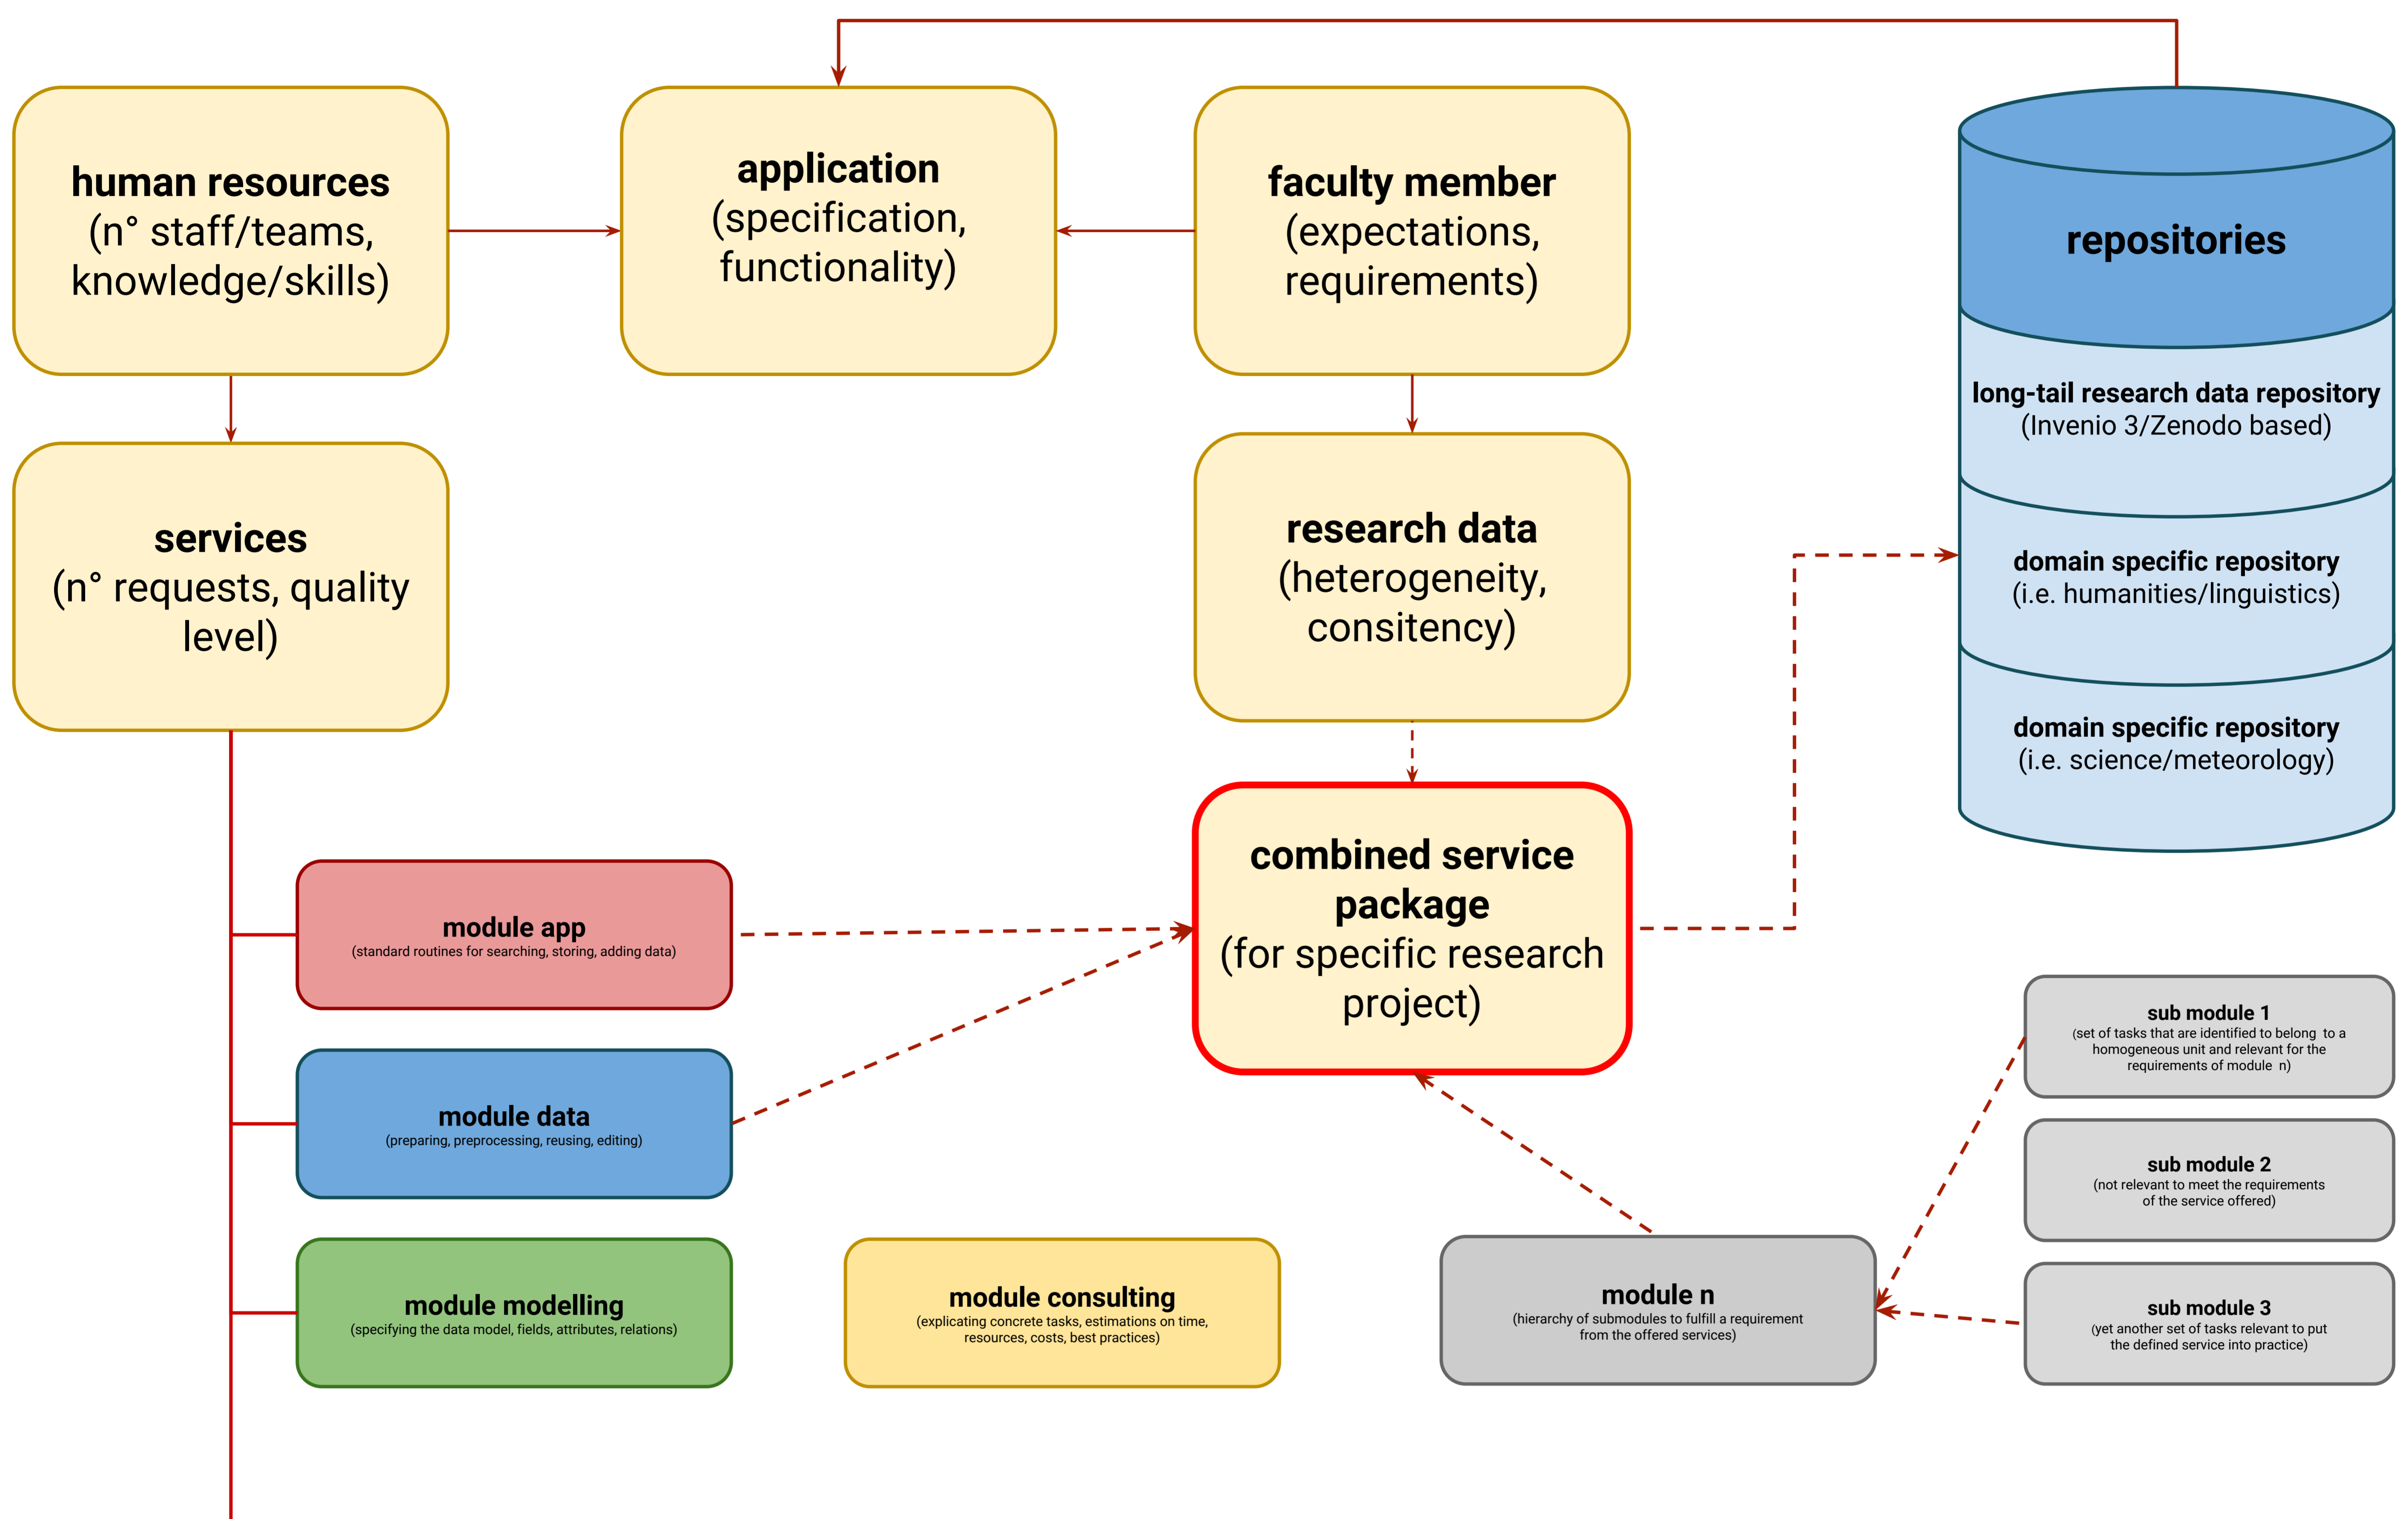 human resources
(n° staff/teams,
knowledge/skills)
application
(specification,
functionality)
faculty member
(expectations,
requirements)
repositories
long-tail research data repository
(Invenio 3/Zenodo based)
domain specific repository
(i.e. humanities/linguistics)
domain specific repository
(i.e. science/meteorology)
services
(n° requests, quality
level)
research data
(heterogeneity,
consitency)
combined service
package
(for specific research
project)
module app
(standard routines for searching, storing, adding data)
module data
(preparing, preprocessing, reusing, editing)
module modelling
(specifying the data model, fields, attributes, relations)
module consulting
(explicating concrete tasks, estimations on time,
resources, costs, best practices)
module n
(hierarchy of submodules to fulfill a requirement
from the offered services)
sub module 1
(set of tasks that are identified to belong to a
homogeneous unit and relevant for the
requirements of module n)
sub module 2
(not relevant to meet the requirements
of the service offered)
sub module 3
(yet another set of tasks relevant to put
the defined service into practice)